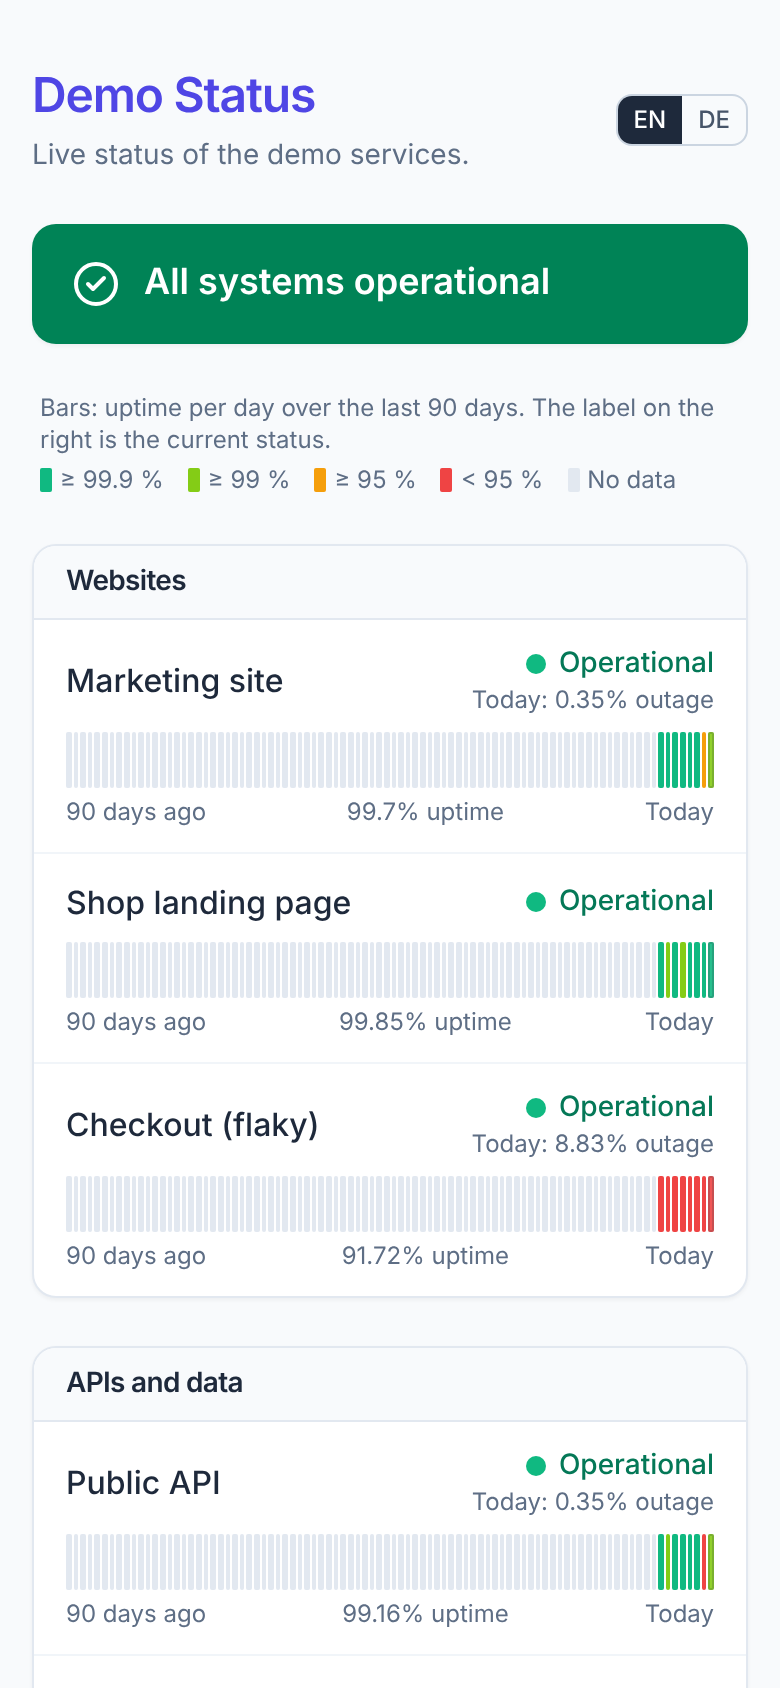 Demo Status
EN DE
Live status of the demo services.
All systems operational
Bars: uptime per day over the last 90 days. The label on the
right is the current status.
≥ 99.9 % ≥ 99 % ≥ 95 % < 95 % No data
Websites
Marketing site
Operational
Today: 0.35% outage
90 days ago 99.7% uptime Today
Shop landing page Operational
90 days ago 99.85% uptime Today
Checkout (flaky)
Operational
Today: 8.83% outage
90 days ago 91.72% uptime Today
APIs and data
Public API
Operational
Today: 0.35% outage
90 days ago 99.16% uptime Today